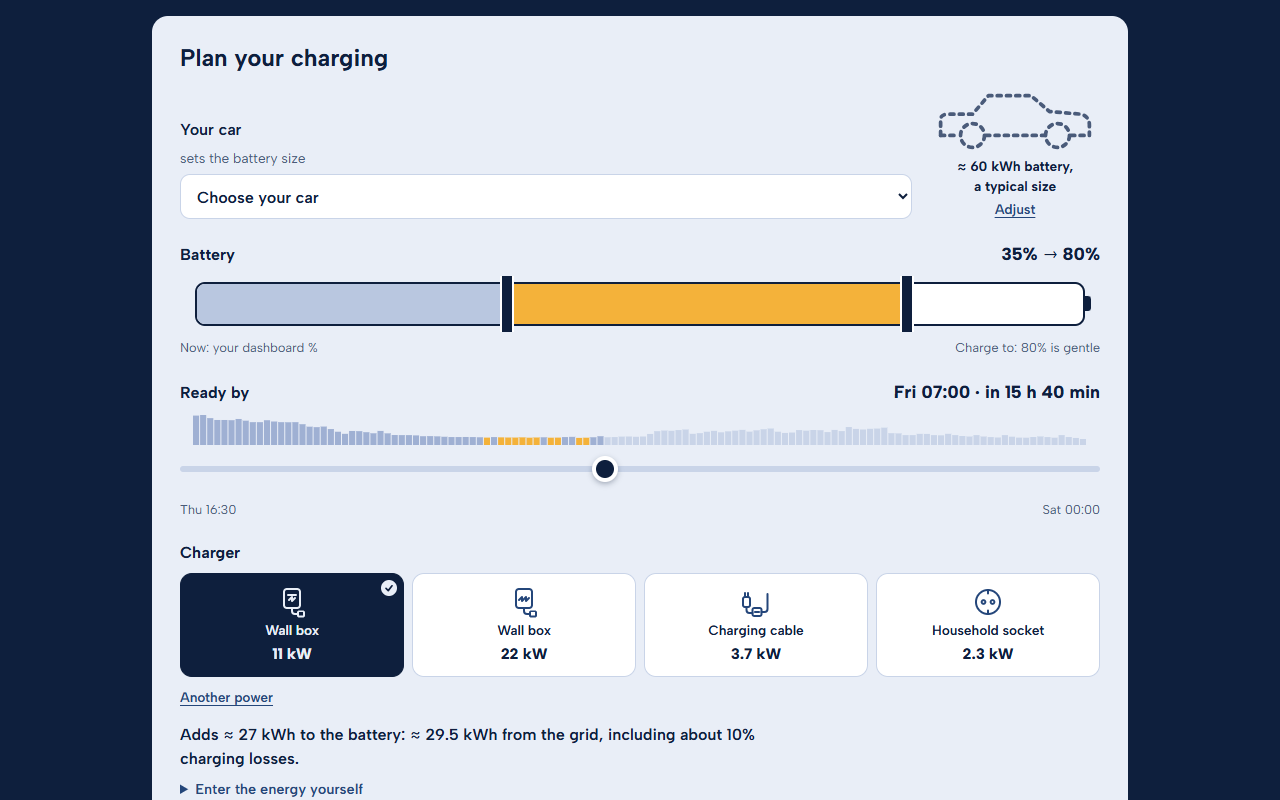 Plan your charging
Your car
sets the battery size
Choose your car
≈ 60 kWh battery,
a typical size
Adjust
Battery
35% → 80%
Now: your dashboard %
Charge to: 80% is gentle
Ready by
Fri 07:00 · in 15 h 40 min
Thu 16:30
Sat 00:00
Charger
Wall box
11 kW
Wall box
22 kW
Charging cable
3.7 kW
Household socket
2.3 kW
Another power
Adds ≈ 27 kWh to the battery: ≈ 29.5 kWh from the grid, including about 10%
charging losses.
Enter the energy yourself